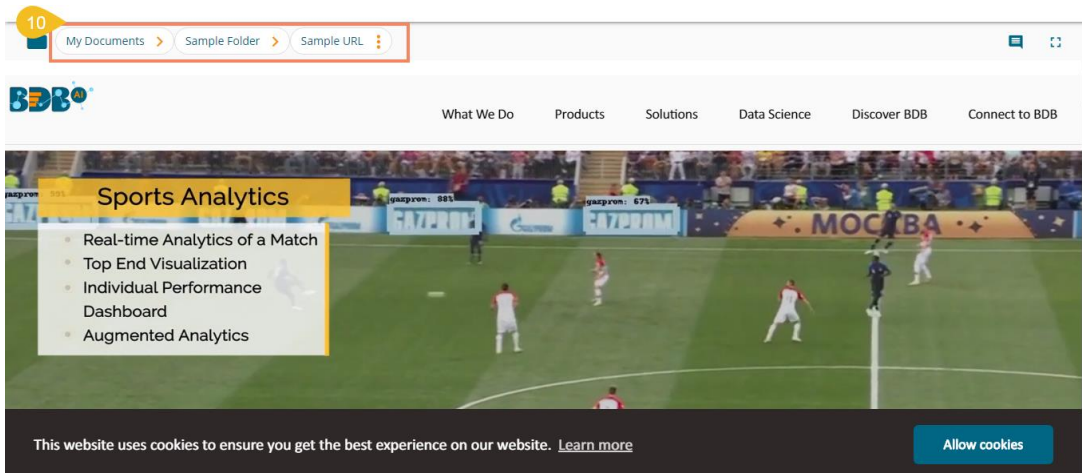 10
My Documents > Sample Folder > Sample URL
BDB AI
What We Do Products Solutions Data Science Discover BDB Connect to BDB
Sports Analytics
gazprom: 88%
gazprom: 67%
GAZPROM GAZPROM
МОСКВА
Real-time Analytics of a Match
Top End Visualization
Individual Performance
Dashboard
Augmented Analytics
This website uses cookies to ensure you get the best experience on our website. Learn more
Allow cookies